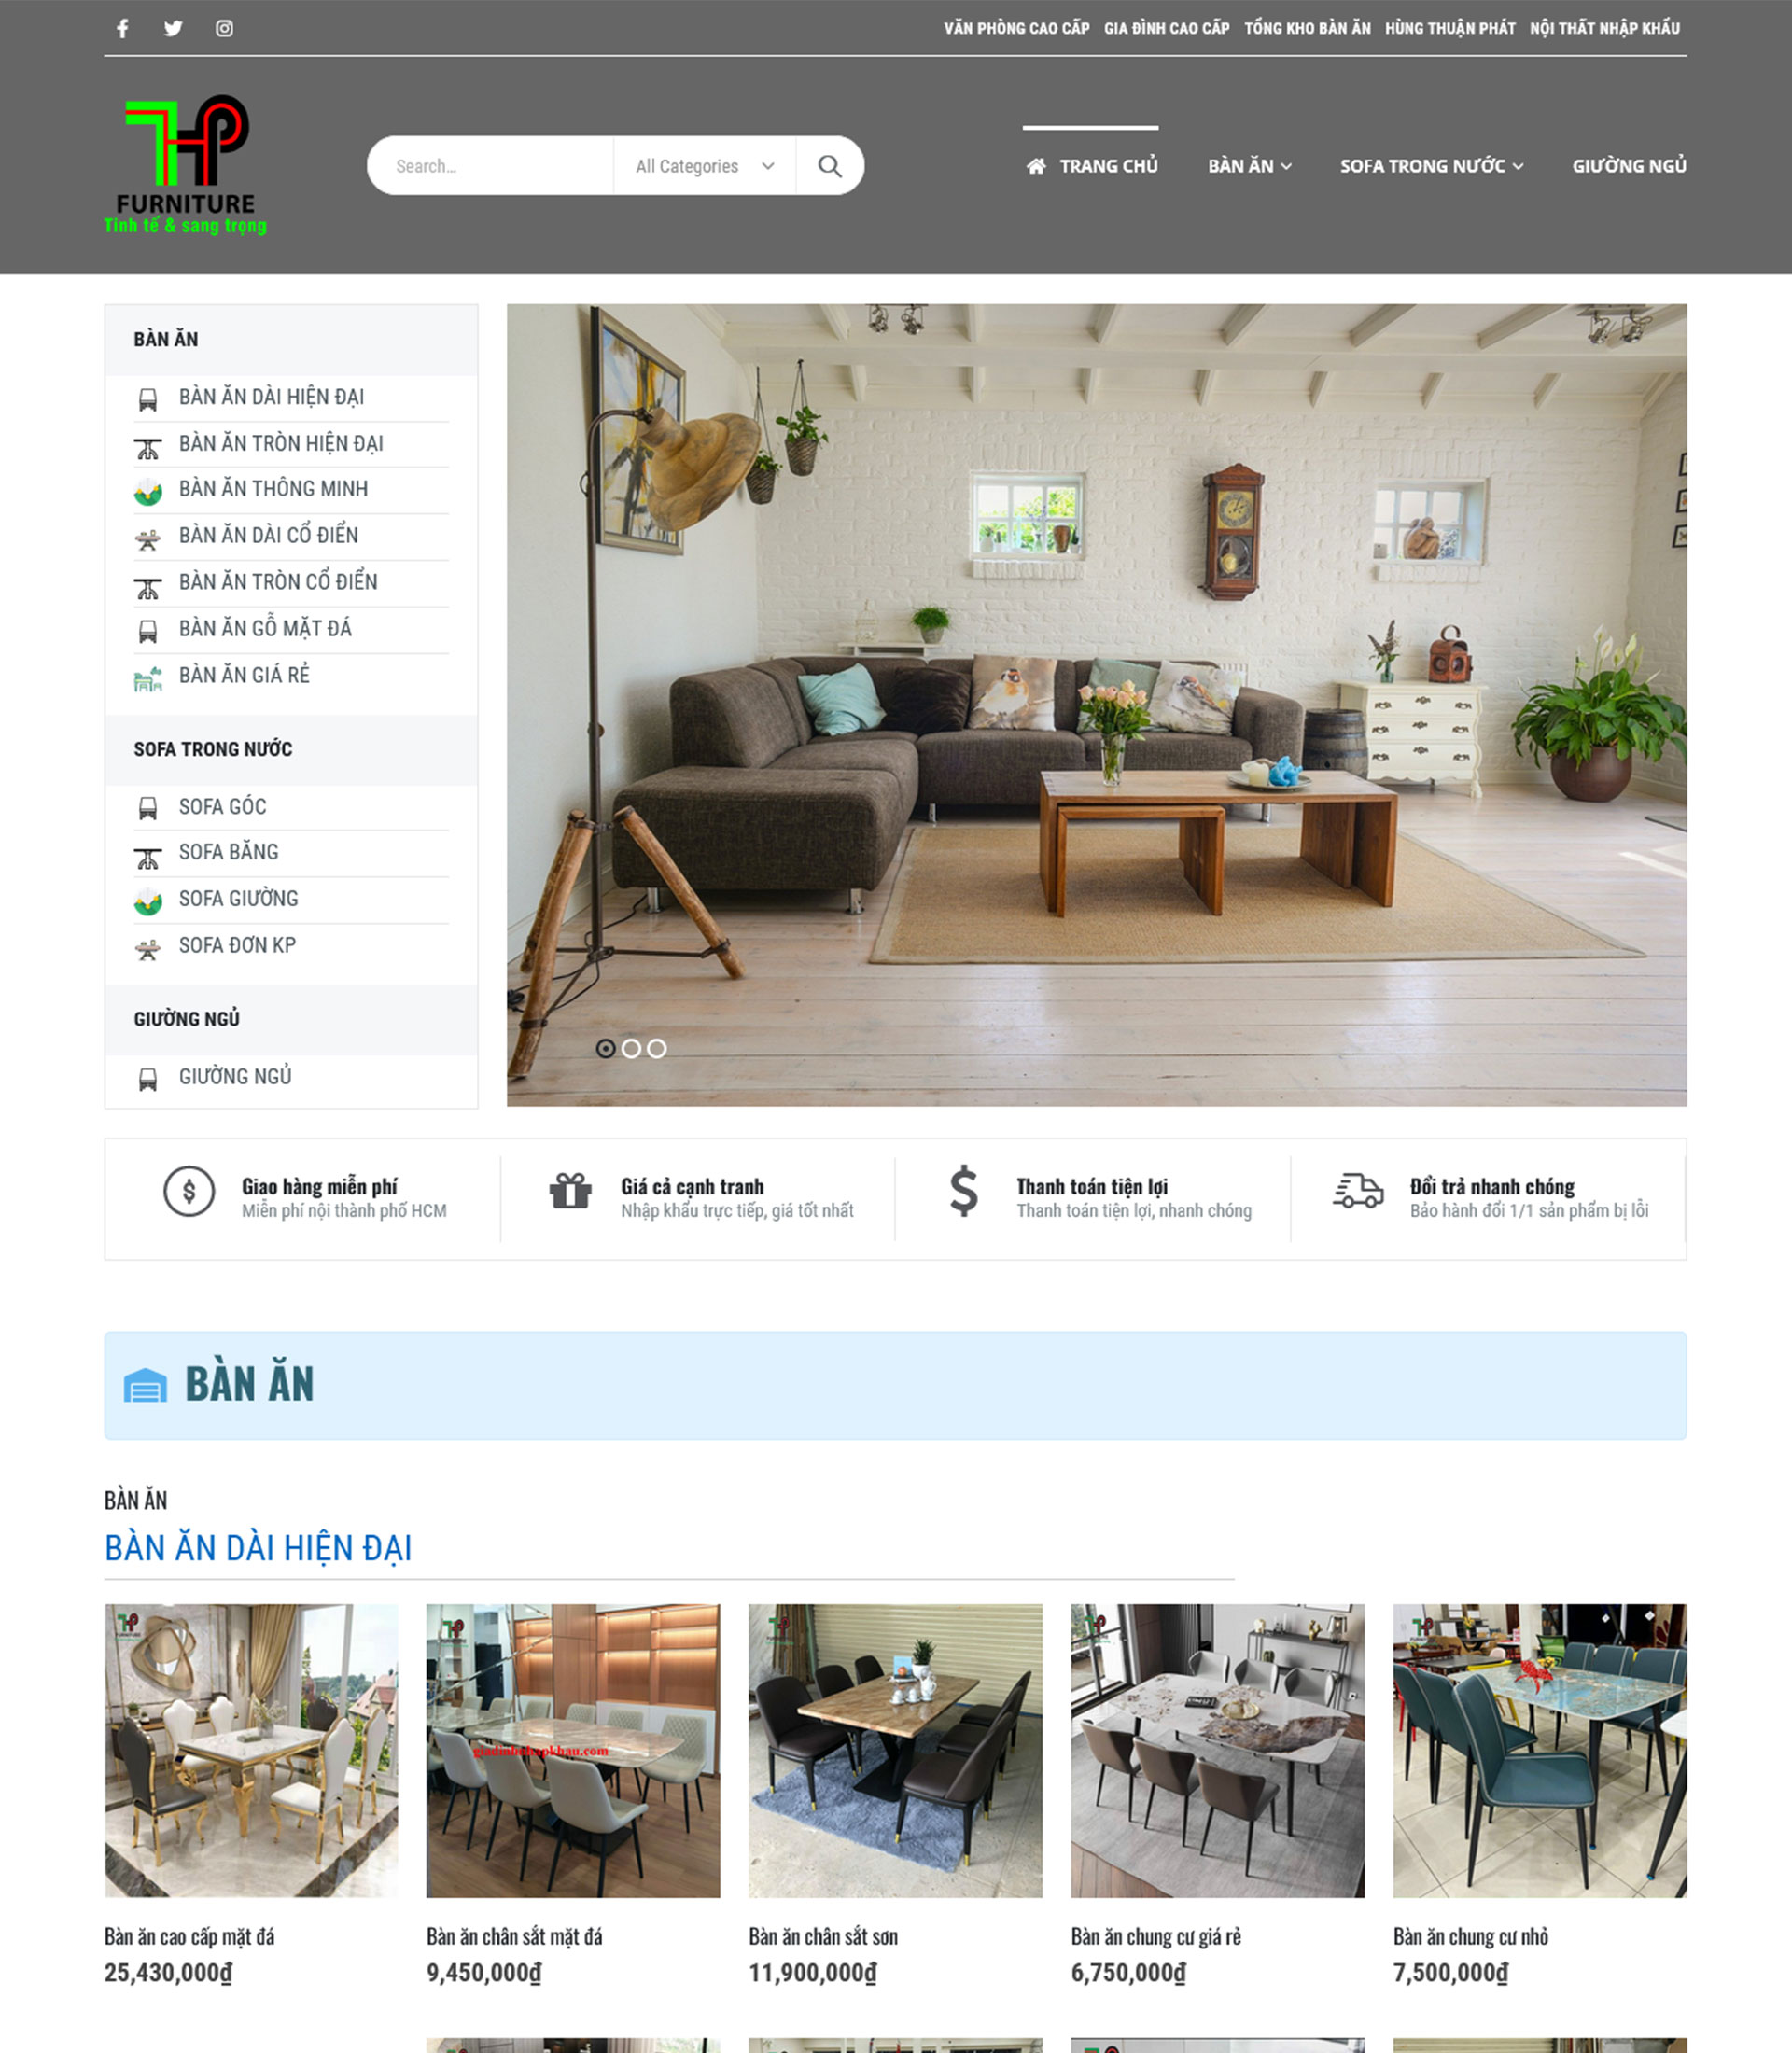 VĂN PHÒNG CAO CẤP GIA ĐÌNH CAO CẤP TỔNG KHO BÀN ĂN HÙNG THUẬN PHÁT NỘI THẤT NHẬP KHẨU
THP
FURNITURE
Tinh tế & sang trọng
Search...
All Categories
TRANG CHỦ
BÀN ĂN
SOFA TRONG NƯỚC
GIƯỜNG NGỦ
BÀN ĂN
BÀN ĂN DÀI HIỆN ĐẠI
BÀN ĂN TRÒN HIỆN ĐẠI
BÀN ĂN THÔNG MINH
BÀN ĂN DÀI CỔ ĐIỂN
BÀN ĂN TRÒN CỔ ĐIỂN
BÀN ĂN GỖ MẶT ĐÁ
BÀN ĂN GIÁ RẺ
SOFA TRONG NƯỚC
SOFA GÓC
SOFA BĂNG
SOFA GIƯỜNG
SOFA ĐƠN KP
GIƯỜNG NGỦ
GIƯỜNG NGỦ
Giao hàng miễn phí
Miễn phí nội thành phố HCM
Giá cả cạnh tranh
Nhập khẩu trực tiếp, giá tốt nhất
Thanh toán tiện lợi
Thanh toán tiện lợi, nhanh chóng
Đổi trả nhanh chóng
Bảo hành đổi 1/1 sản phẩm bị lỗi
BÀN ĂN
BÀN ĂN
BÀN ĂN DÀI HIỆN ĐẠI
Bàn ăn cao cấp mặt đá
25,430,000₫
Bàn ăn chân sắt mặt đá
9,450,000₫
Bàn ăn chân sắt sơn
11,900,000₫
Bàn ăn chung cư giá rẻ
6,750,000₫
Bàn ăn chung cư nhỏ
7,500,000₫